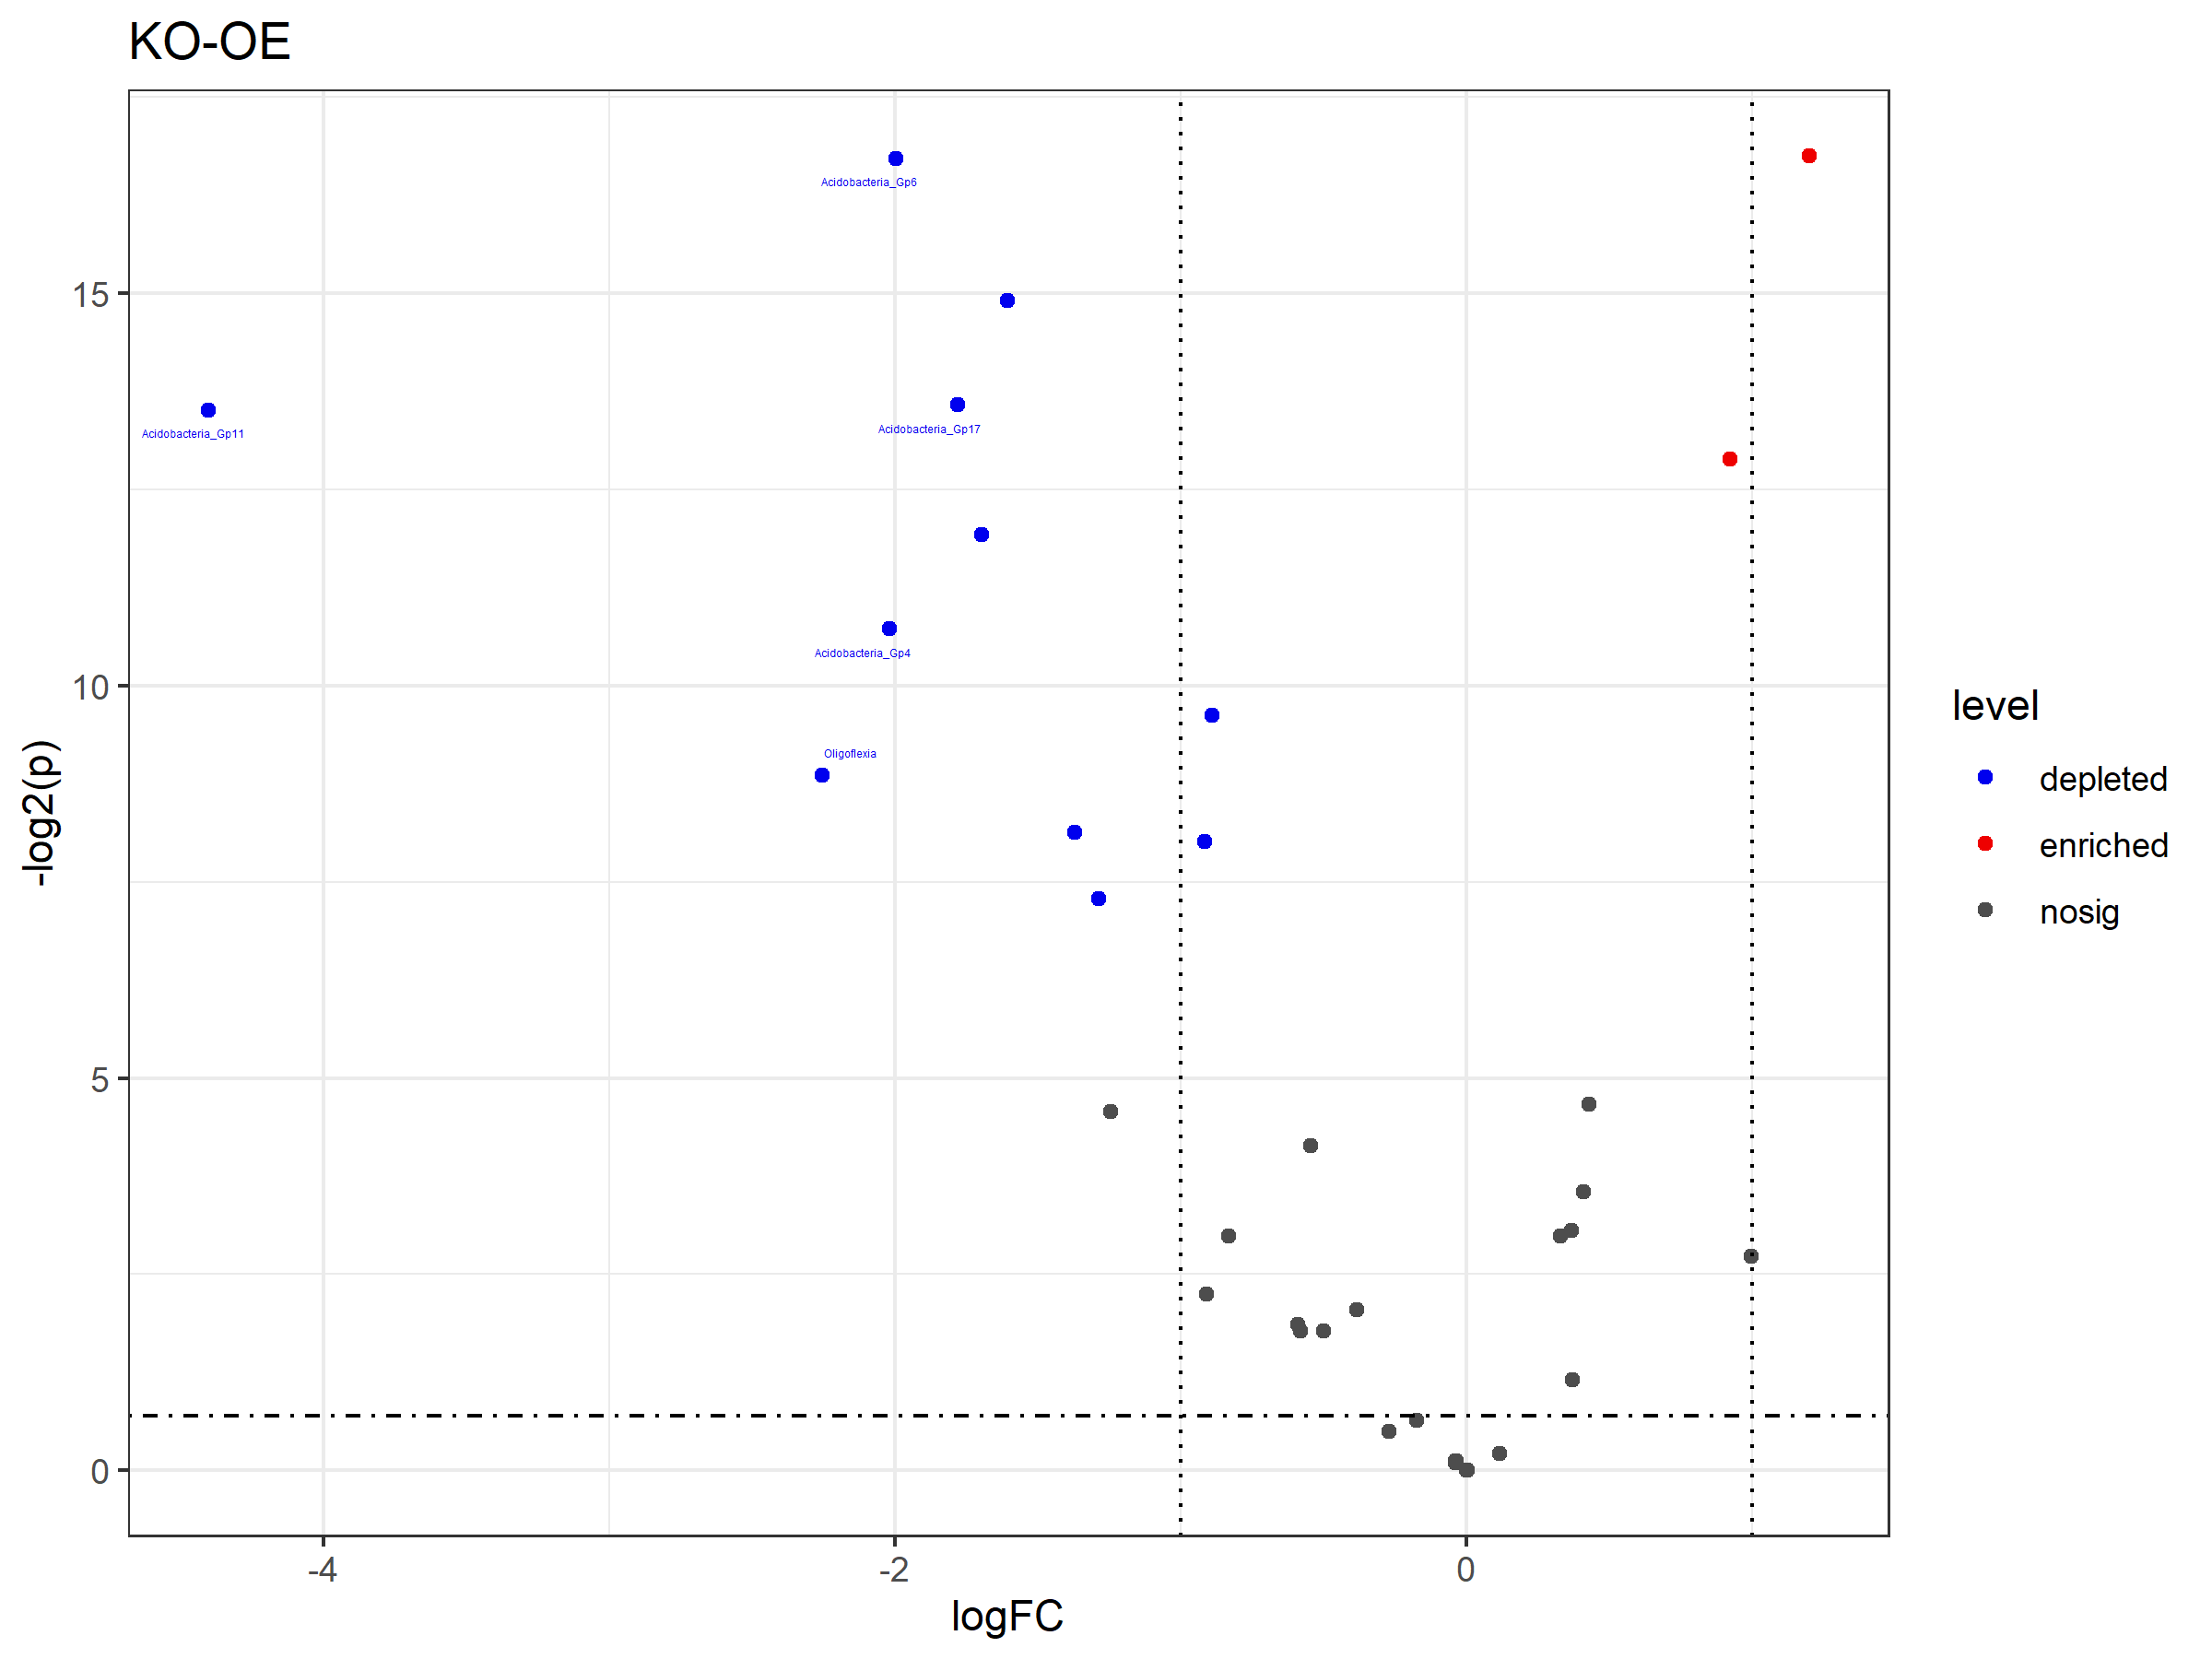 KO-OE
Acidobacteria_Gp6
15
Acidobacteria_Gp11
Acidobacteria_Gp17
Acidobacteria_Gp4
10
Oligoflexia
-log2(p)
level
depleted
enriched
nosig
5
0
-4
-2
0
logFC